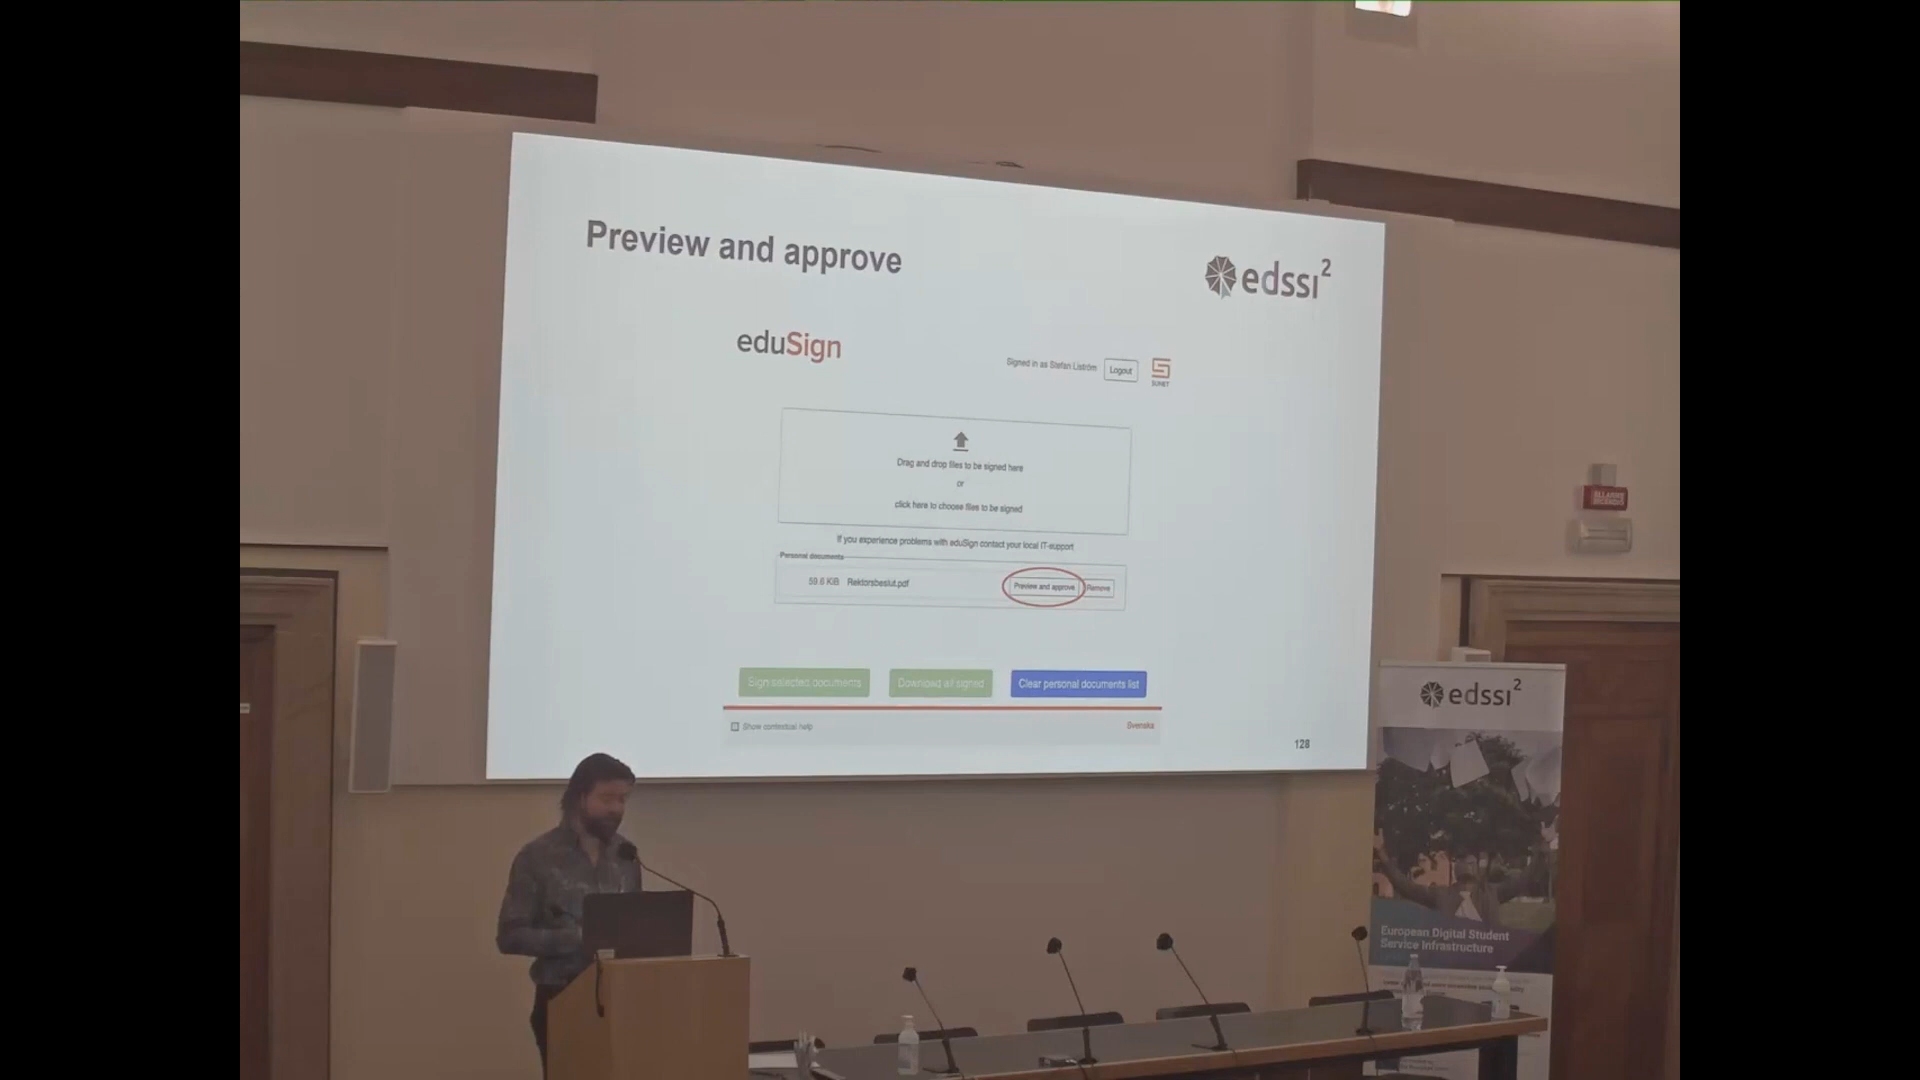 Preview and approve
edssi²
eduSign
Signed in as Stefan Liström
Logout
SUNET
Drag and drop files to be signed here
or
click here to choose files to be signed
If you experience problems with eduSign contact your local IT-support
Personal documents
59.8 KiB Rektorsbeslut.pdf
Preview and approve
Remove
Sign selected documents
Download all signed
Clear personal documents list
Show contextual help
Svenska
128
ALLARME
INCENDIO
edssi²
European Digital Student
Service Infrastructure